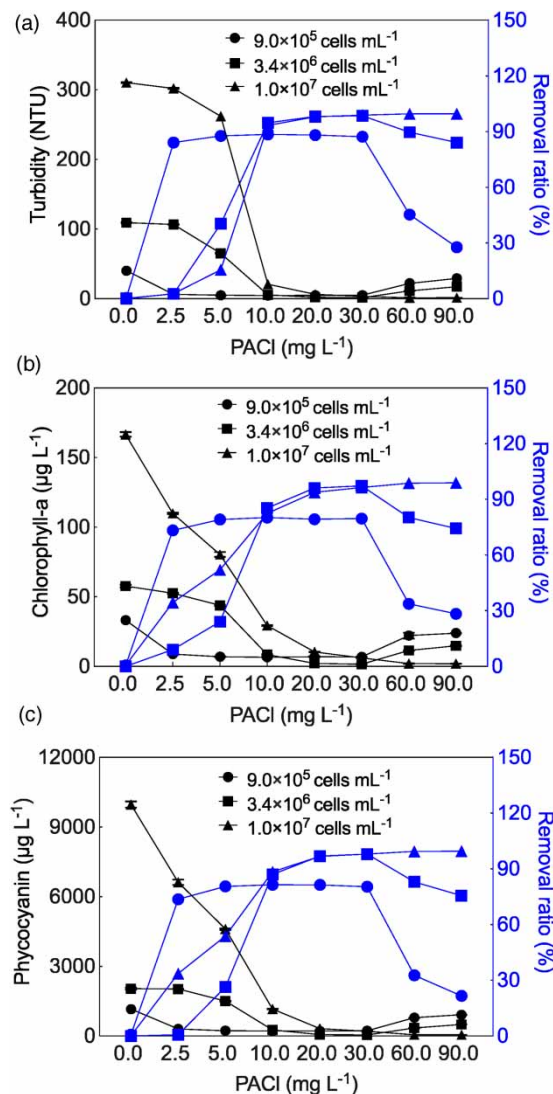 (a)
9.0×10⁵ cells mL⁻¹
3.4×10⁶ cells mL⁻¹
1.0×10⁷ cells mL⁻¹
Turbidity (NTU)
400
300
200
100
0
Removal ratio (%)
150
120
90
60
30
0
0.0 2.5 5.0 10.0 20.0 30.0 60.0 90.0
PACl (mg L⁻¹)
(b)
9.0×10⁵ cells mL⁻¹
3.4×10⁶ cells mL⁻¹
1.0×10⁷ cells mL⁻¹
Chlorophyll-a (µg L⁻¹)
200
150
100
50
0
Removal ratio (%)
150
120
90
60
30
0
0.0 2.5 5.0 10.0 20.0 30.0 60.0 90.0
PACl (mg L⁻¹)
(c)
9.0×10⁵ cells mL⁻¹
3.4×10⁶ cells mL⁻¹
1.0×10⁷ cells mL⁻¹
Phycocyanin (µg L⁻¹)
12000
9000
6000
3000
0
Removal ratio (%)
150
120
90
60
30
0
0.0 2.5 5.0 10.0 20.0 30.0 60.0 90.0
PACl (mg L⁻¹)